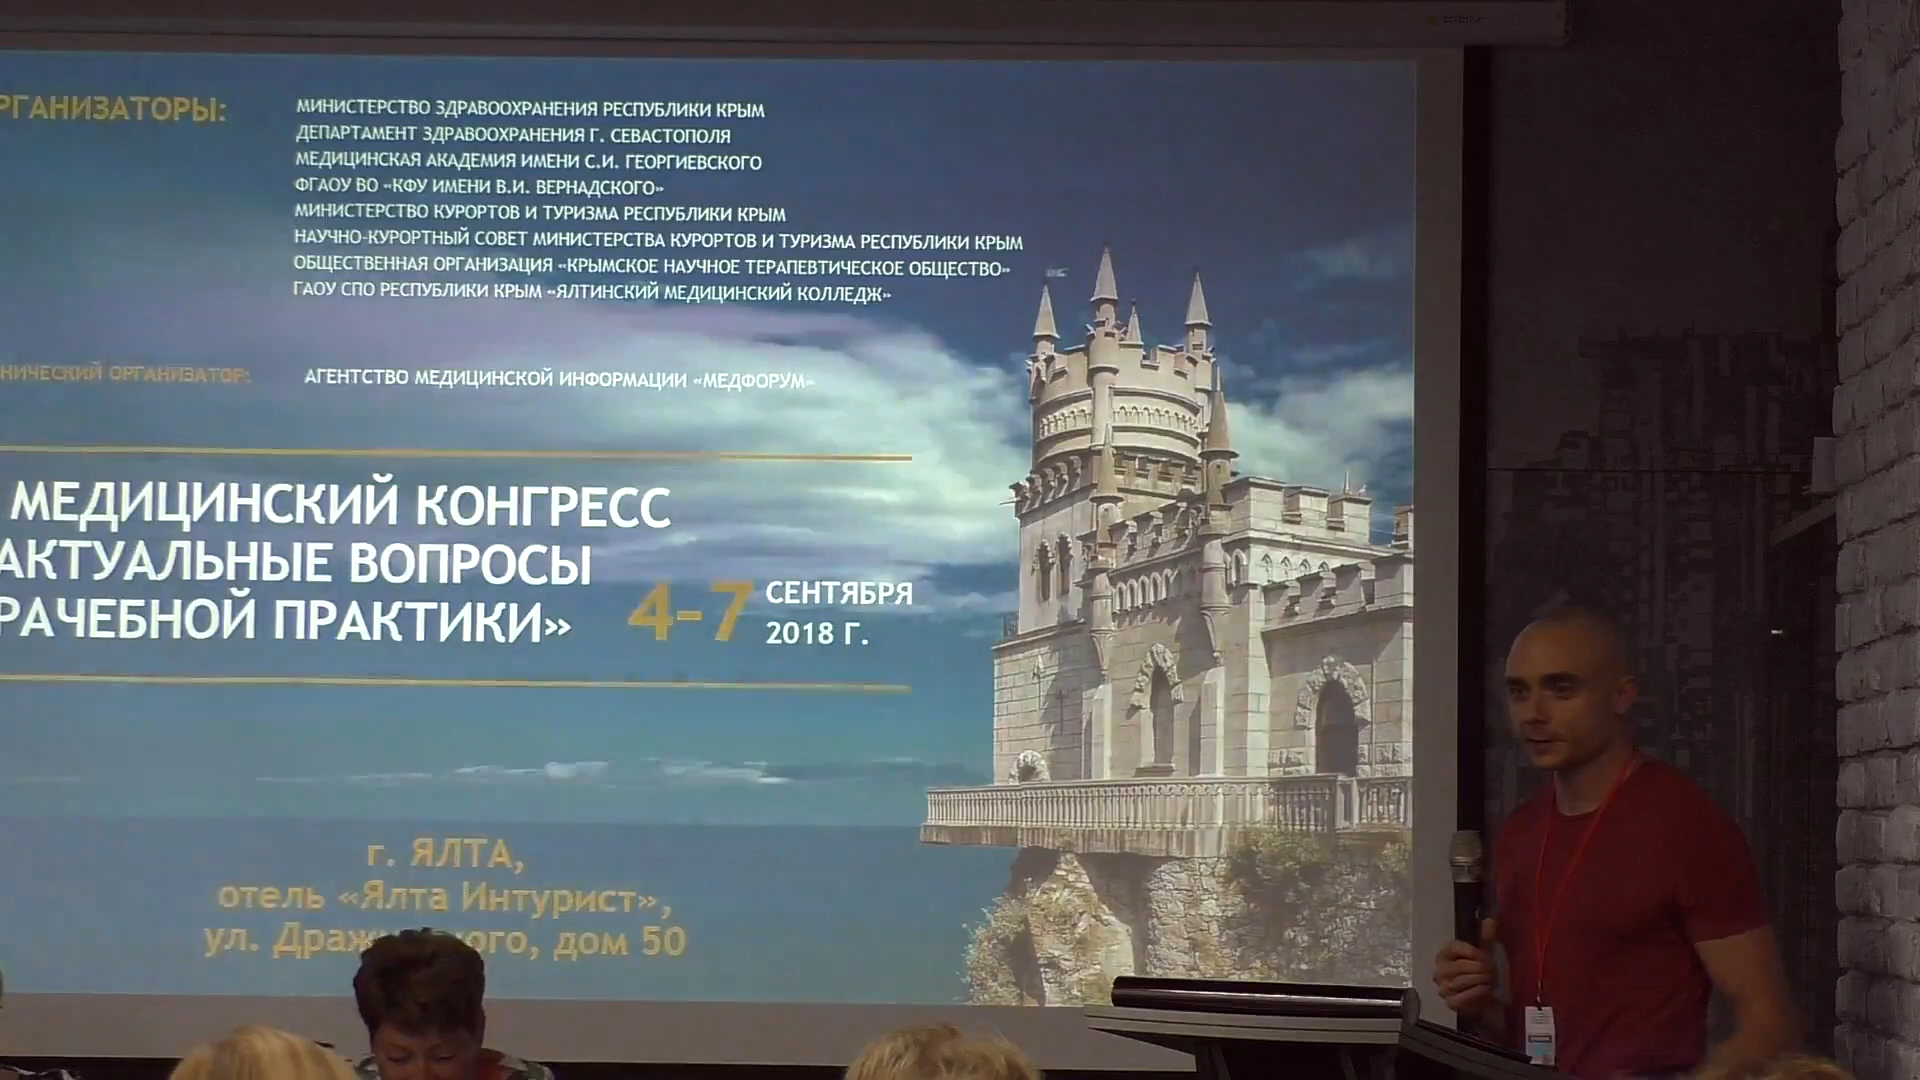 РГАНИЗАТОРЫ:
МИНИСТЕРСТВО ЗДРАВООХРАНЕНИЯ РЕСПУБЛИКИ КРЫМ
ДЕПАРТАМЕНТ ЗДРАВООХРАНЕНИЯ Г. СЕВАСТОПОЛЯ
МЕДИЦИНСКАЯ АКАДЕМИЯ ИМЕНИ С.И. ГЕОРГИЕВСКОГО
ФГАОУ ВО «КФУ ИМЕНИ В.И. ВЕРНАДСКОГО»
МИНИСТЕРСТВО КУРОРТОВ И ТУРИЗМА РЕСПУБЛИКИ КРЫМ
НАУЧНО-КУРОРТНЫЙ СОВЕТ МИНИСТЕРСТВА КУРОРТОВ И ТУРИЗМА РЕСПУБЛИКИ КРЫМ
ОБЩЕСТВЕННАЯ ОРГАНИЗАЦИЯ «КРЫМСКОЕ НАУЧНОЕ ТЕРАПЕВТИЧЕСКОЕ ОБЩЕСТВО»
ГАОУ СПО РЕСПУБЛИКИ КРЫМ «ЯЛТИНСКИЙ МЕДИЦИНСКИЙ КОЛЛЕДЖ»
НИЧЕСКИЙ ОРГАНИЗАТОР:
АГЕНТСТВО МЕДИЦИНСКОЙ ИНФОРМАЦИИ «МЕДФОРУМ»
МЕДИЦИНСКИЙ КОНГРЕСС
АКТУАЛЬНЫЕ ВОПРОСЫ
РАЧЕБНОЙ ПРАКТИКИ»
4-7 СЕНТЯБРЯ
2018 Г.
г. ЯЛТА,
отель «Ялта Интурист»,
ул. Драж ого, дом 50